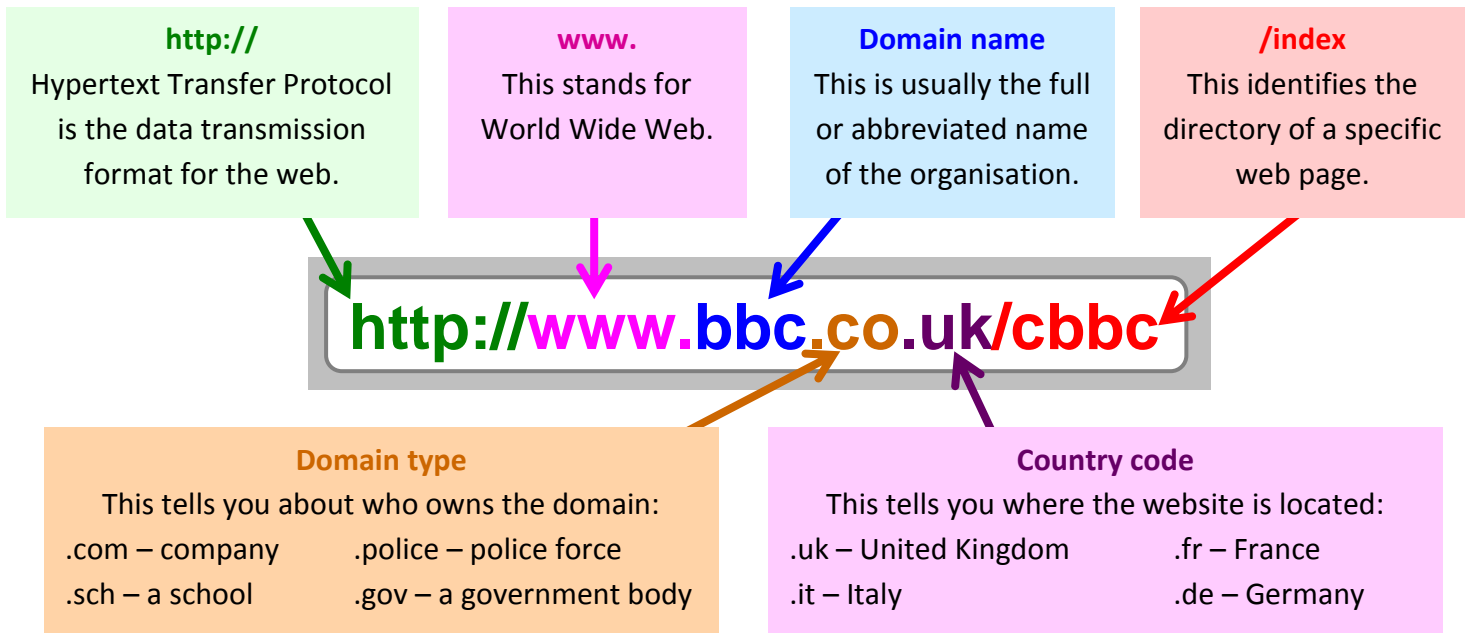 http://
Hypertext Transfer Protocol
is the data transmission
format for the web.
www.
This stands for
World Wide Web.
Domain name
This is usually the full
or abbreviated name
of the organisation.
/index
This identifies the
directory of a specific
web page.
http://www.bbc.co.uk/cbbc
Domain type
This tells you about who owns the domain:
.com – company .police – police force
.sch – a school .gov – a government body
Country code
This tells you where the website is located:
.uk – United Kingdom .fr – France
.it – Italy .de – Germany